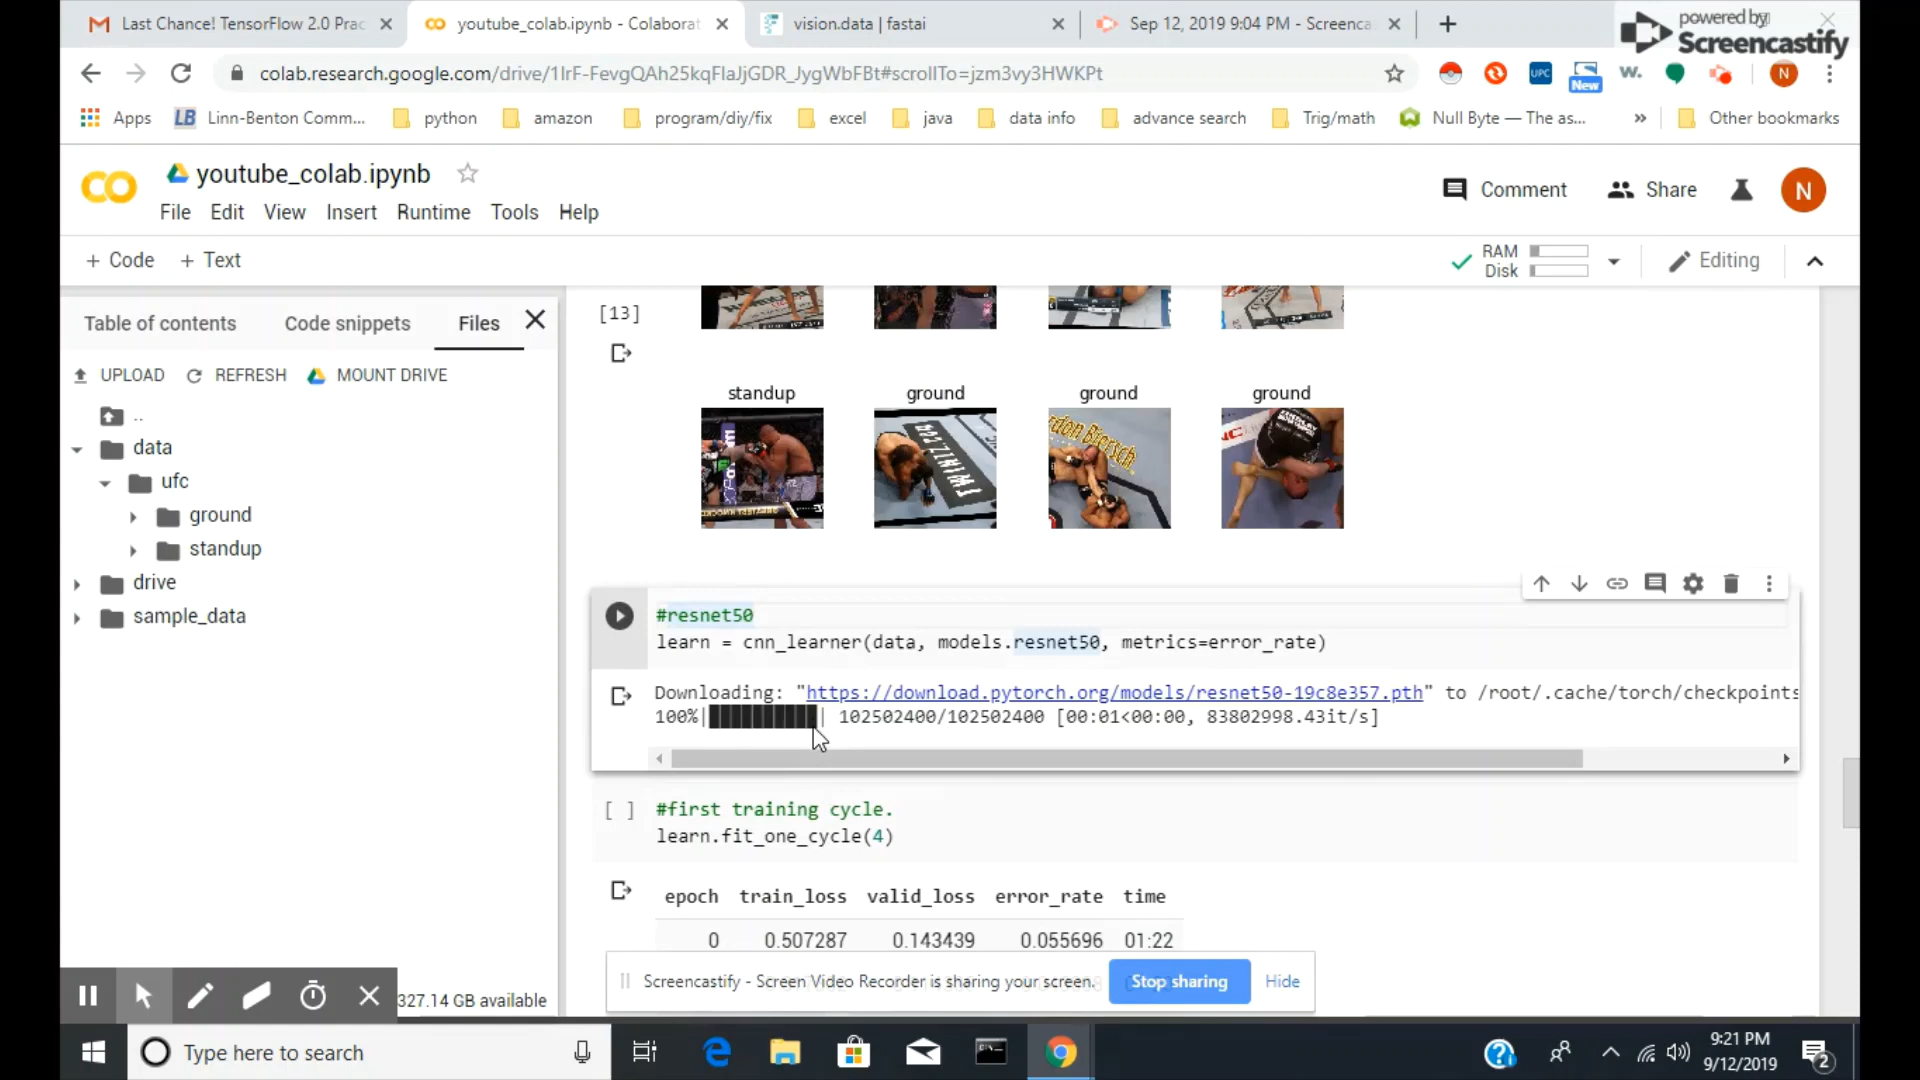 Last Chance! TensorFlow 2.0 Prac
youtube_colab.ipynb - Colaborat
vision.data | fastai
Sep 12, 2019 9:04 PM - Screenca
powered by
Screencastify
colab.research.google.com/drive/1IrF-FevgQAh25kqFlaJjGDR_JygWbFBt#scrollTo=jzm3vy3HWKPt
UPC
New
w.
N
Apps
LB Linn-Benton Comm...
python
amazon
program/diy/fix
excel
java
data info
advance search
Trig/math
Null Byte — The as...
»
Other bookmarks
youtube_colab.ipynb
File Edit View Insert Runtime Tools Help
Comment
Share
N
+ Code + Text
RAM
Disk
Editing
Table of contents
Code snippets
Files
UPLOAD
REFRESH
MOUNT DRIVE
..
data
ufc
ground
standup
drive
sample_data
327.14 GB available
[13]
standup ground ground ground
#resnet50
learn = cnn_learner(data, models.resnet50, metrics=error_rate)
Downloading: "https://download.pytorch.org/models/resnet50-19c8e357.pth" to /root/.cache/torch/checkpoints
100%|██████████| 102502400/102502400 [00:01<00:00, 83802998.43it/s]
[ ]
#first training cycle.
learn.fit_one_cycle(4)
epoch train_loss valid_loss error_rate time
0 0.507287 0.143439 0.055696 01:22
Screencastify - Screen Video Recorder is sharing your screen.
Stop sharing
Hide
Type here to search
9:21 PM
9/12/2019
2